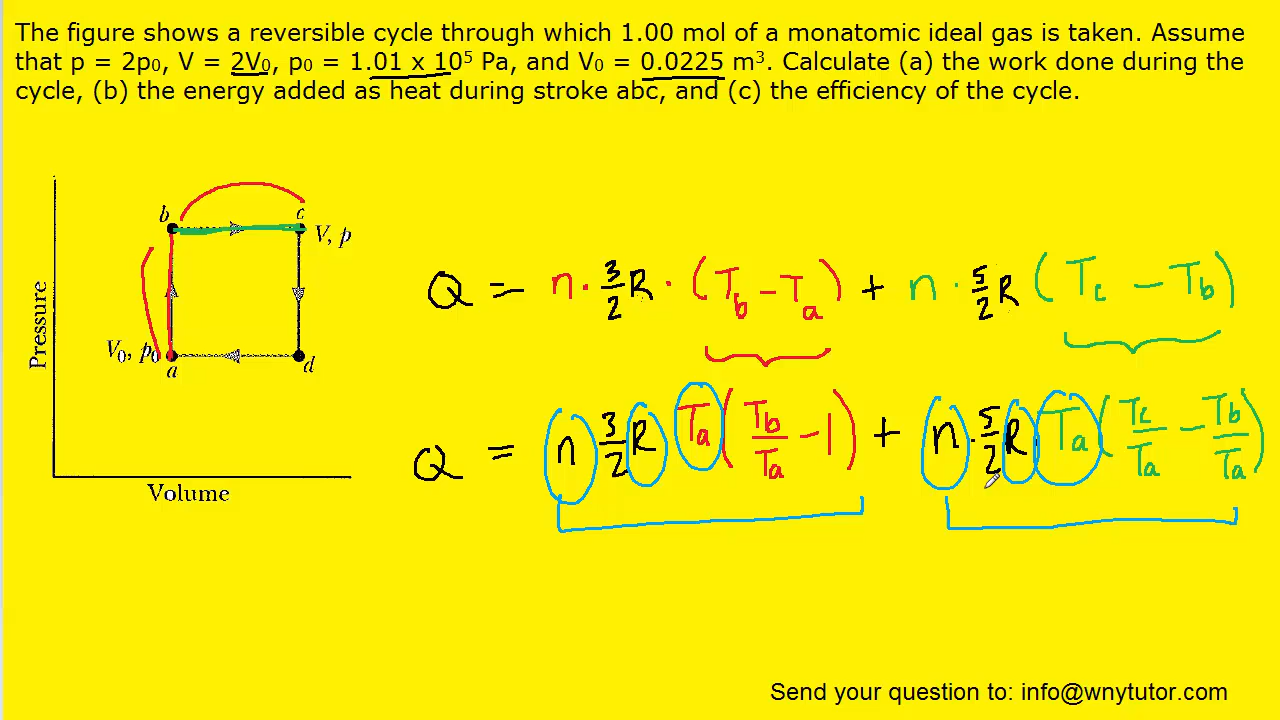 The figure shows a reversible cycle through which 1.00 mol of a monatomic ideal gas is taken. Assume
that p = 2p₀, V = 2V₀, p₀ = 1.01 x 10⁵ Pa, and V₀ = 0.0225 m³. Calculate (a) the work done during the
cycle, (b) the energy added as heat during stroke abc, and (c) the efficiency of the cycle.
b
c
V, p
Pressure
V₀, p₀
a
d
Volume
Q = n · 3/2 R · (T_b - T_a) + n · 5/2 R (T_c - T_b)
Q = n 3/2 R T_a (T_b/T_a - 1) + n · 5/2 R T_a (T_c/T_a - T_b/T_a)
Send your question to: info@wnytutor.com